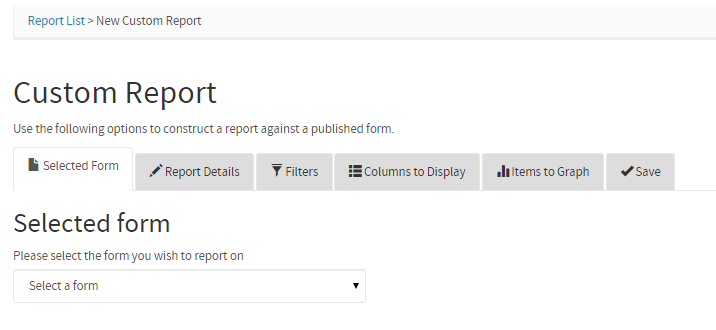 Report List > New Custom Report
Custom Report
Use the following options to construct a report against a published form.
Selected Form Report Details Filters Columns to Display Items to Graph Save
Selected form
Please select the form you wish to report on
Select a form